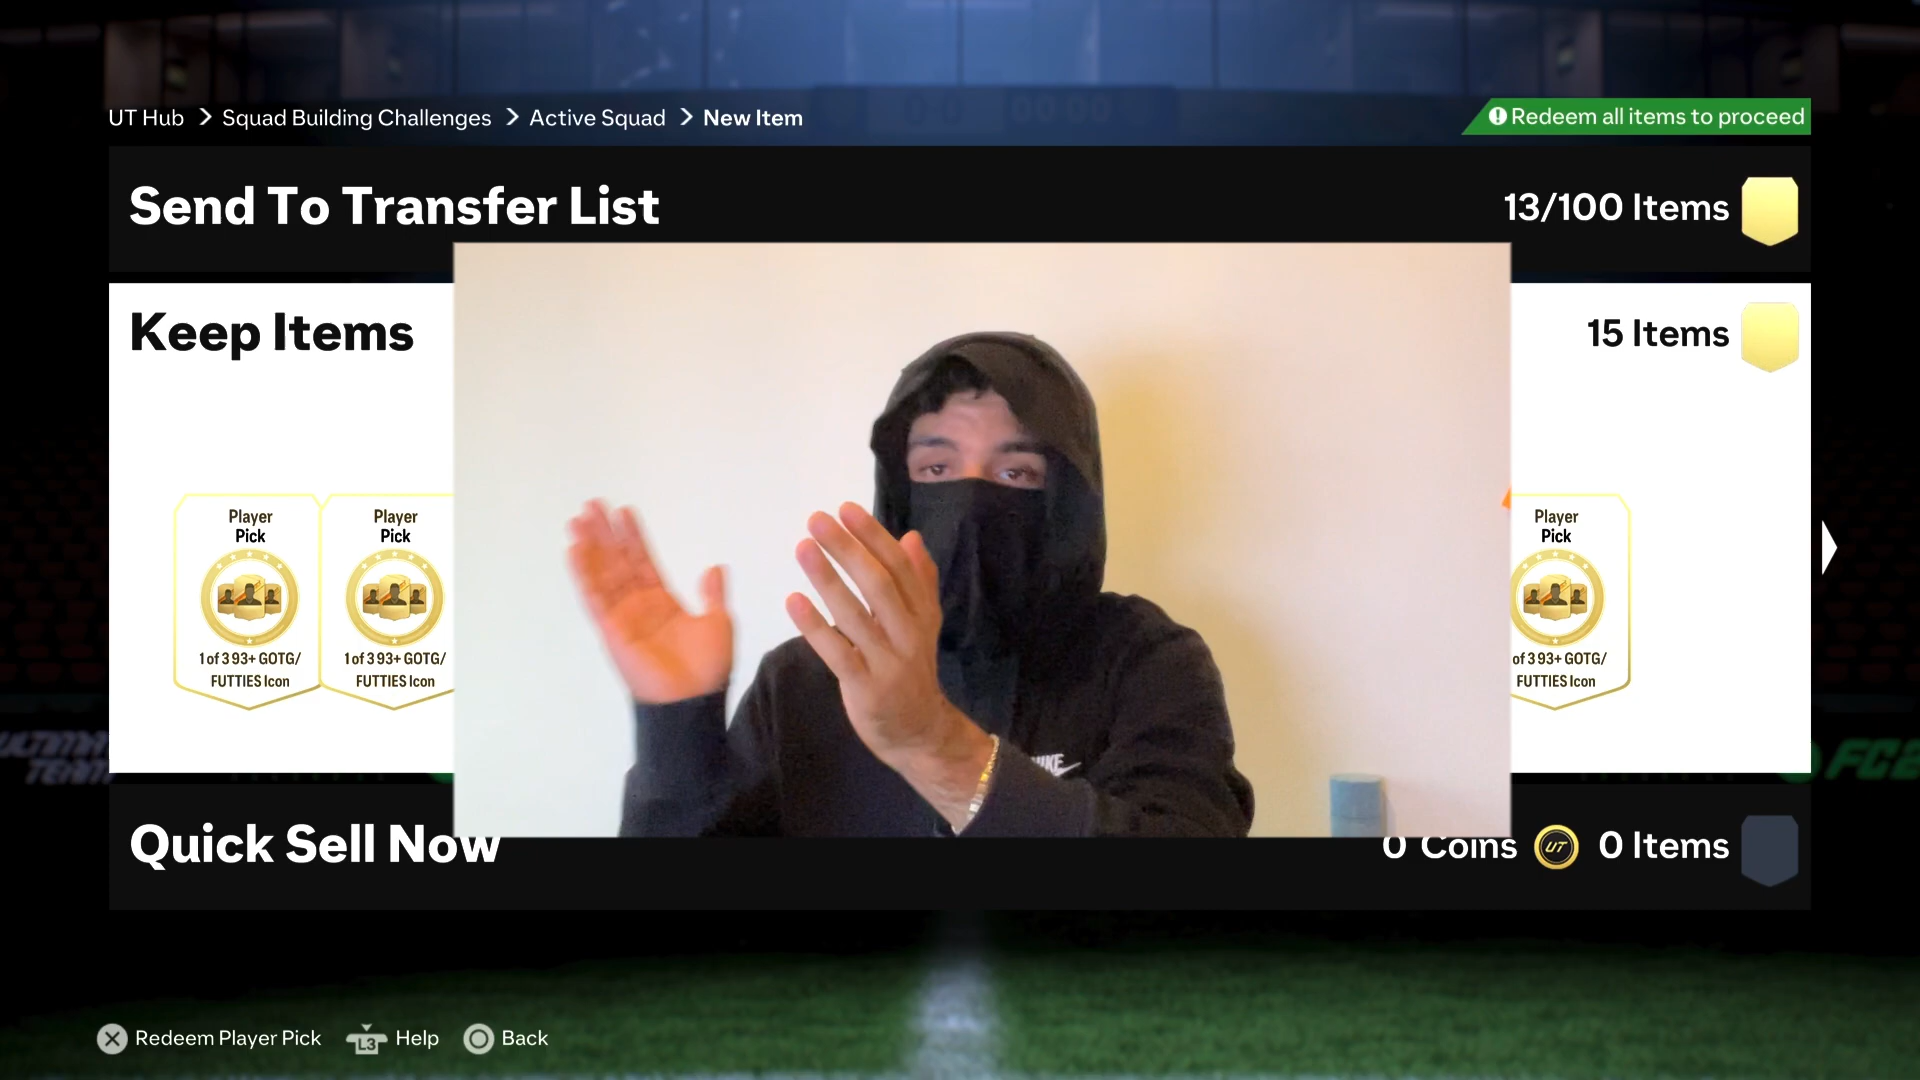 UT Hub > Squad Building Challenges > Active Squad > New Item
Redeem all items to proceed
Send To Transfer List
13/100 Items
Keep Items
15 Items
Player
Pick
1 of 3 93+ GOTG/
FUTTIES Icon
Player
Pick
1 of 3 93+ GOTG/
FUTTIES Icon
Player
Pick
of 3 93+ GOTG/
FUTTIES Icon
Quick Sell Now
0 Coins
UT
0 Items
Redeem Player Pick
L3
Help
Back